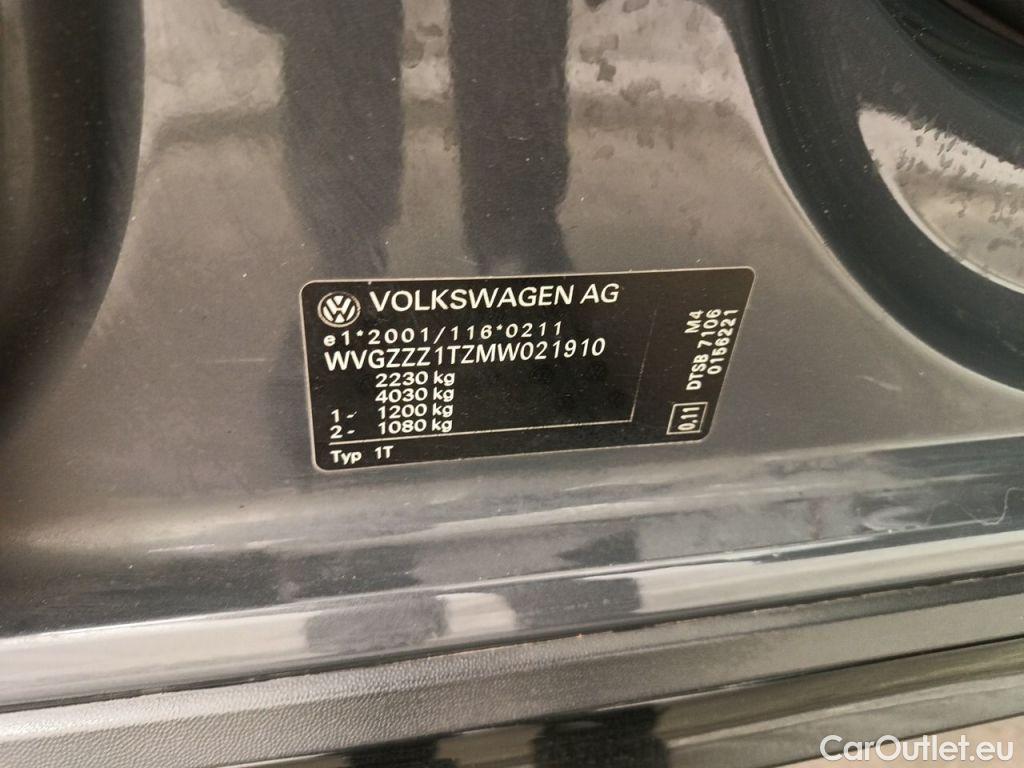 VOLKSWAGEN AG
e1*2001/116*0211
WVGZZZ1TZMW021910
2230 kg
4030 kg
1- 1200 kg
2- 1080 kg
Typ 1T
0,11
DTSB 7106 M4
0156221
CarOutlet.eu